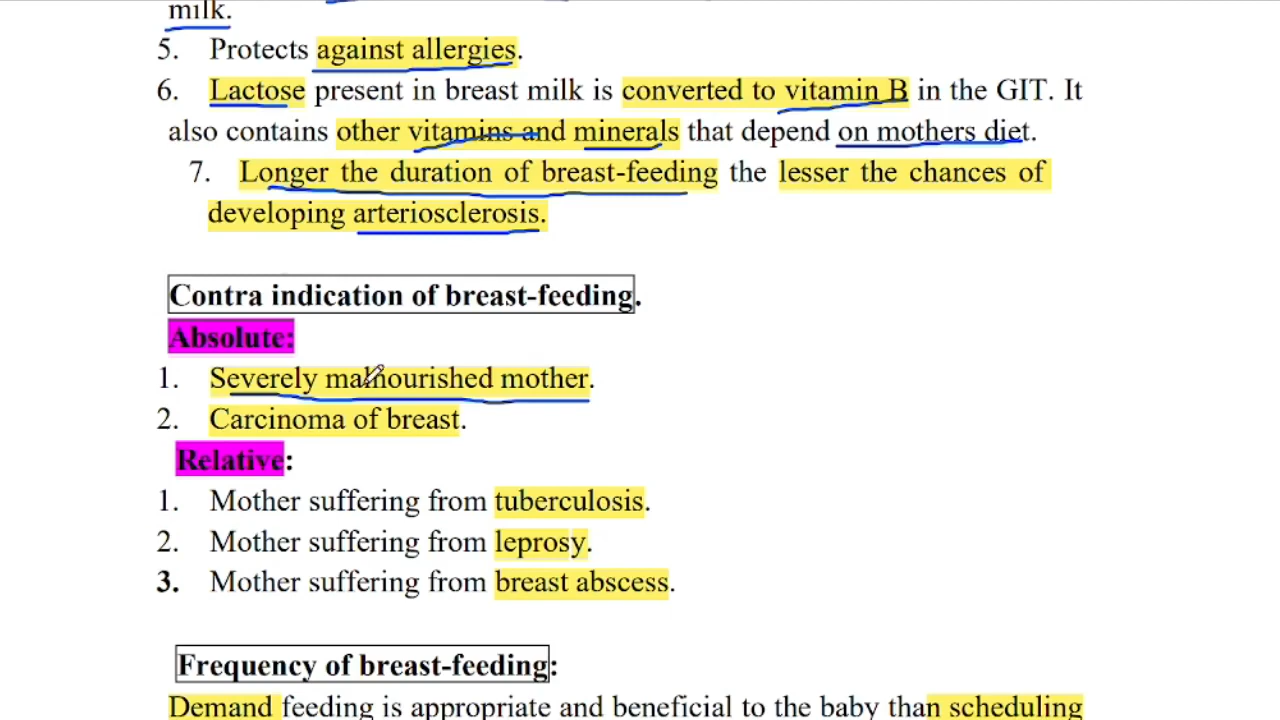 milk.
5. Protects against allergies.
6. Lactose present in breast milk is converted to vitamin B in the GIT. It
also contains other vitamins and minerals that depend on mothers diet.
7. Longer the duration of breast-feeding the lesser the chances of
developing arteriosclerosis.
Contra indication of breast-feeding.
Absolute:
1. Severely malnourished mother.
2. Carcinoma of breast.
Relative:
1. Mother suffering from tuberculosis.
2. Mother suffering from leprosy.
3. Mother suffering from breast abscess.
Frequency of breast-feeding:
Demand feeding is appropriate and beneficial to the baby than scheduling